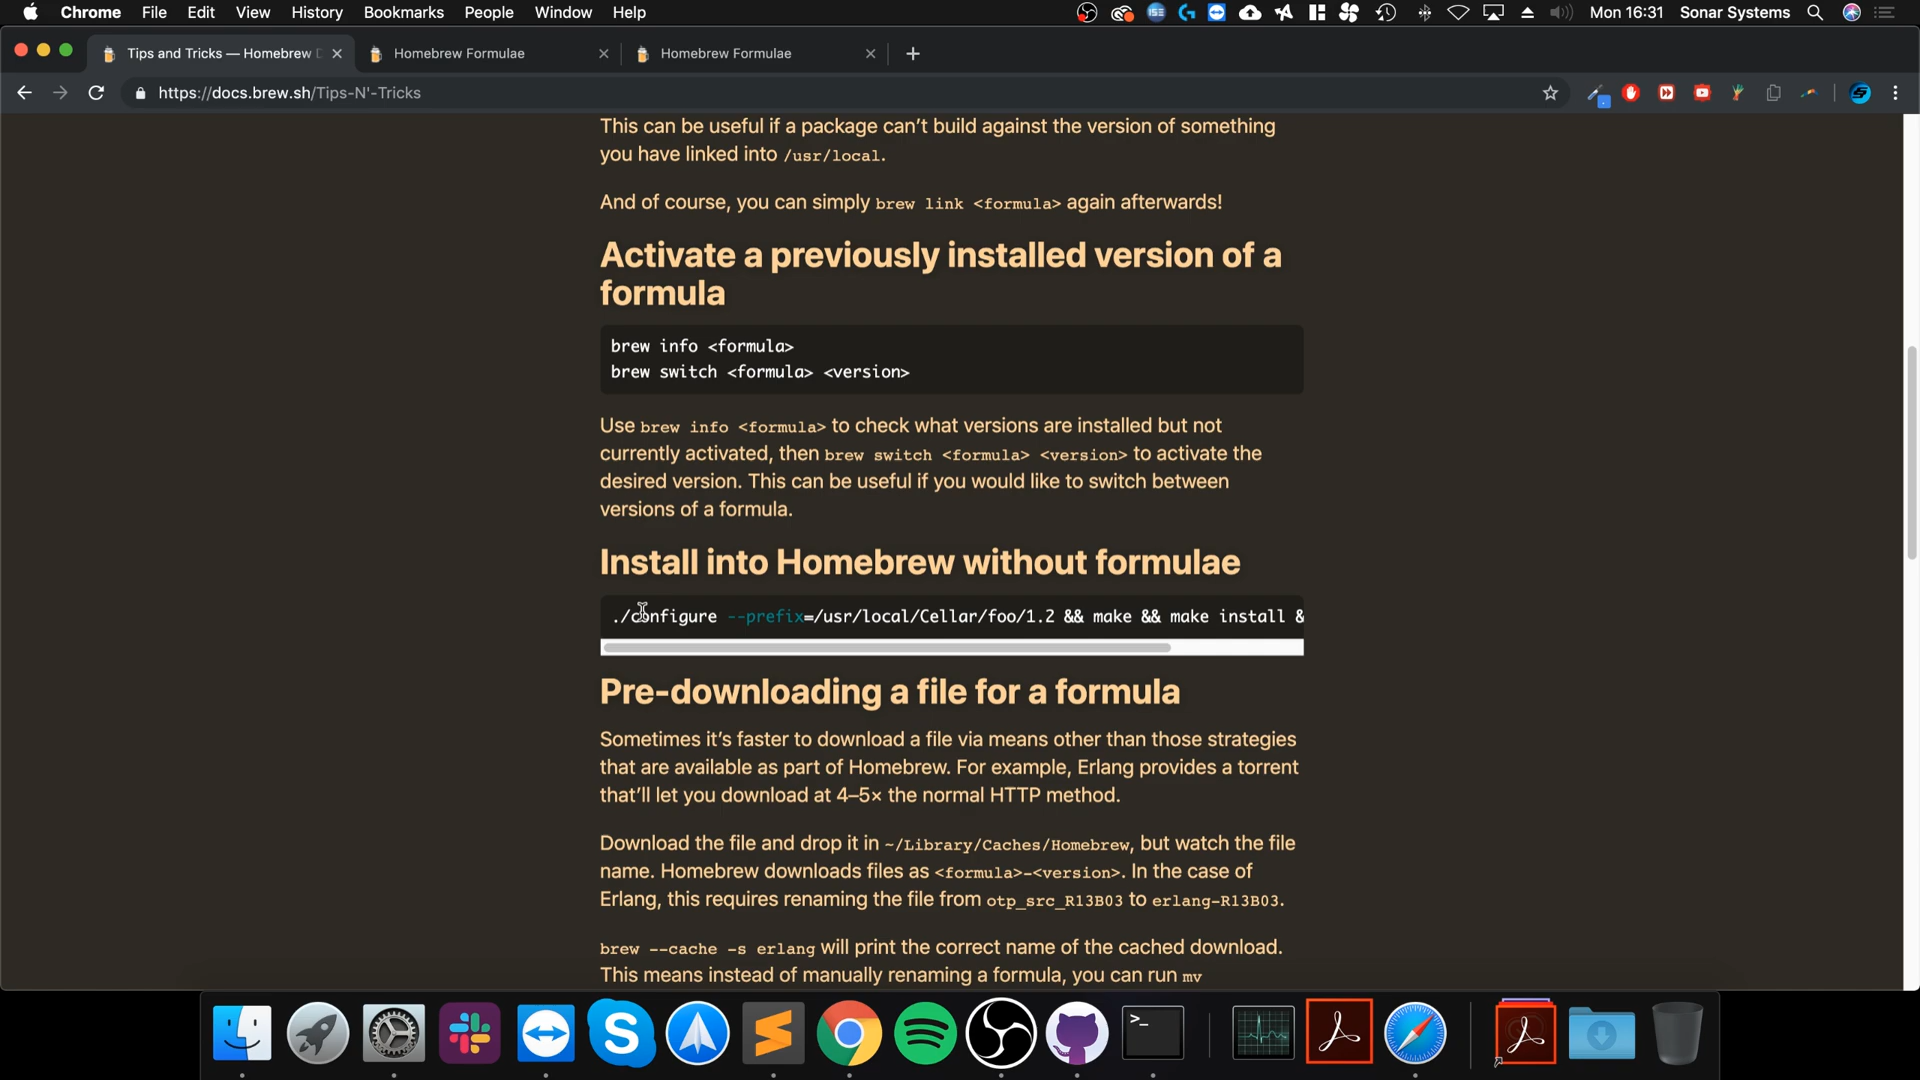 Chrome File Edit View History Bookmarks People Window Help Mon 16:31 Sonar Systems
Tips and Tricks — Homebrew D Homebrew Formulae Homebrew Formulae
https://docs.brew.sh/Tips-N'-Tricks
This can be useful if a package can’t build against the version of something
you have linked into /usr/local.
And of course, you can simply brew link <formula> again afterwards!
Activate a previously installed version of a
formula
brew info <formula>
brew switch <formula> <version>
Use brew info <formula> to check what versions are installed but not
currently activated, then brew switch <formula> <version> to activate the
desired version. This can be useful if you would like to switch between
versions of a formula.
Install into Homebrew without formulae
./configure --prefix=/usr/local/Cellar/foo/1.2 && make && make install &
Pre-downloading a file for a formula
Sometimes it’s faster to download a file via means other than those strategies
that are available as part of Homebrew. For example, Erlang provides a torrent
that’ll let you download at 4–5× the normal HTTP method.
Download the file and drop it in ~/Library/Caches/Homebrew, but watch the file
name. Homebrew downloads files as <formula>-<version>. In the case of
Erlang, this requires renaming the file from otp_src_R13B03 to erlang-R13B03.
brew --cache -s erlang will print the correct name of the cached download.
This means instead of manually renaming a formula, you can run mv